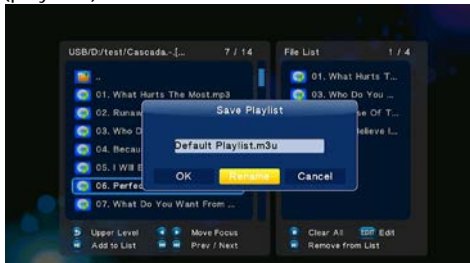 USB/D:/test/Cascada.-.[...
7 / 14
File List
1 / 4
..
01. What Hurts The Most.mp3
02. Runaw
03. Who D
04. Becau
05. I Will E
06. Perfec
07. What Do You Want From ...
01. What Hurts T...
03. Who Do You ...
se Of T...
elieve I...
Save Playlist
Default Playlist.m3u
OK
Rename
Cancel
Upper Level
Move Focus
Add to List
Prev / Next
Clear All
EDIT Edit
Remove from List